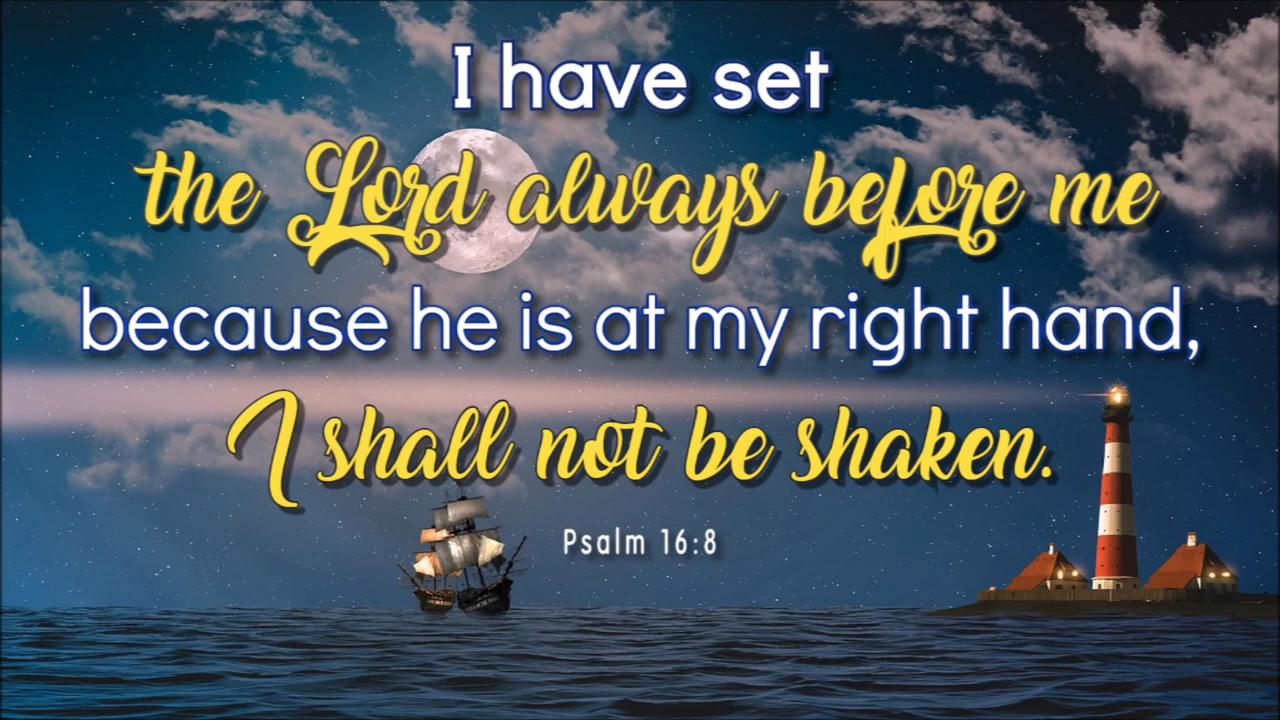 I have set
the Lord always before me
because he is at my right hand,
I shall not be shaken.
Psalm 16:8